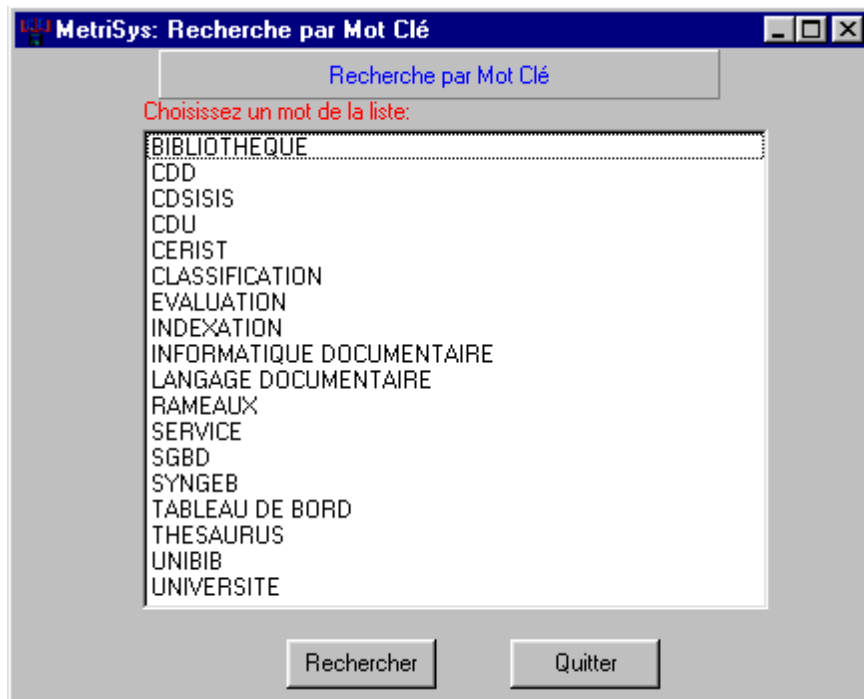 MetriSys: Recherche par Mot Clé
Recherche par Mot Clé
Choisissez un mot de la liste:
BIBLIOTHEQUE
CDD
CDSISIS
CDU
CERIST
CLASSIFICATION
EVALUATION
INDEXATION
INFORMATIQUE DOCUMENTAIRE
LANGAGE DOCUMENTAIRE
RAMEAUX
SERVICE
SGBD
SYNGEB
TABLEAU DE BORD
THESAURUS
UNIBIB
UNIVERSITE
Rechercher Quitter